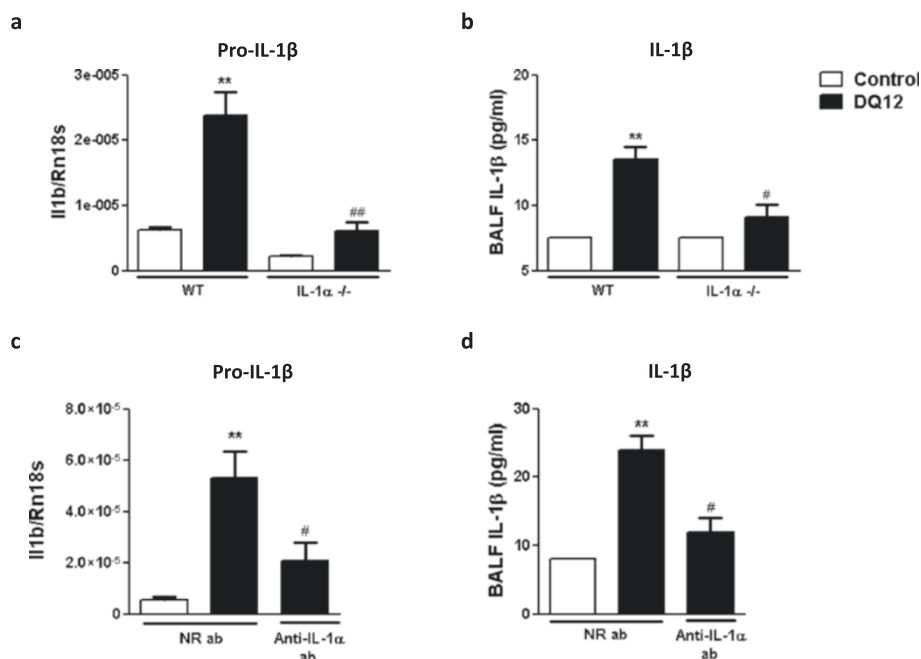 a
Pro-IL-1β
3e-005
2e-005
1e-005
0
Il1b/Rn18s
**
##
WT
IL-1α -/-
b
IL-1β
20
15
10
5
BALF IL-1β (pg/ml)
**
#
WT
IL-1α -/-
Control
DQ12
c
Pro-IL-1β
8.0×10⁻⁵
6.0×10⁻⁵
4.0×10⁻⁵
2.0×10⁻⁵
0
Il1b/Rn18s
**
#
NR ab
Anti-IL-1α
ab
d
IL-1β
30
20
10
0
BALF IL-1β (pg/ml)
**
#
NR ab
Anti-IL-1α
ab